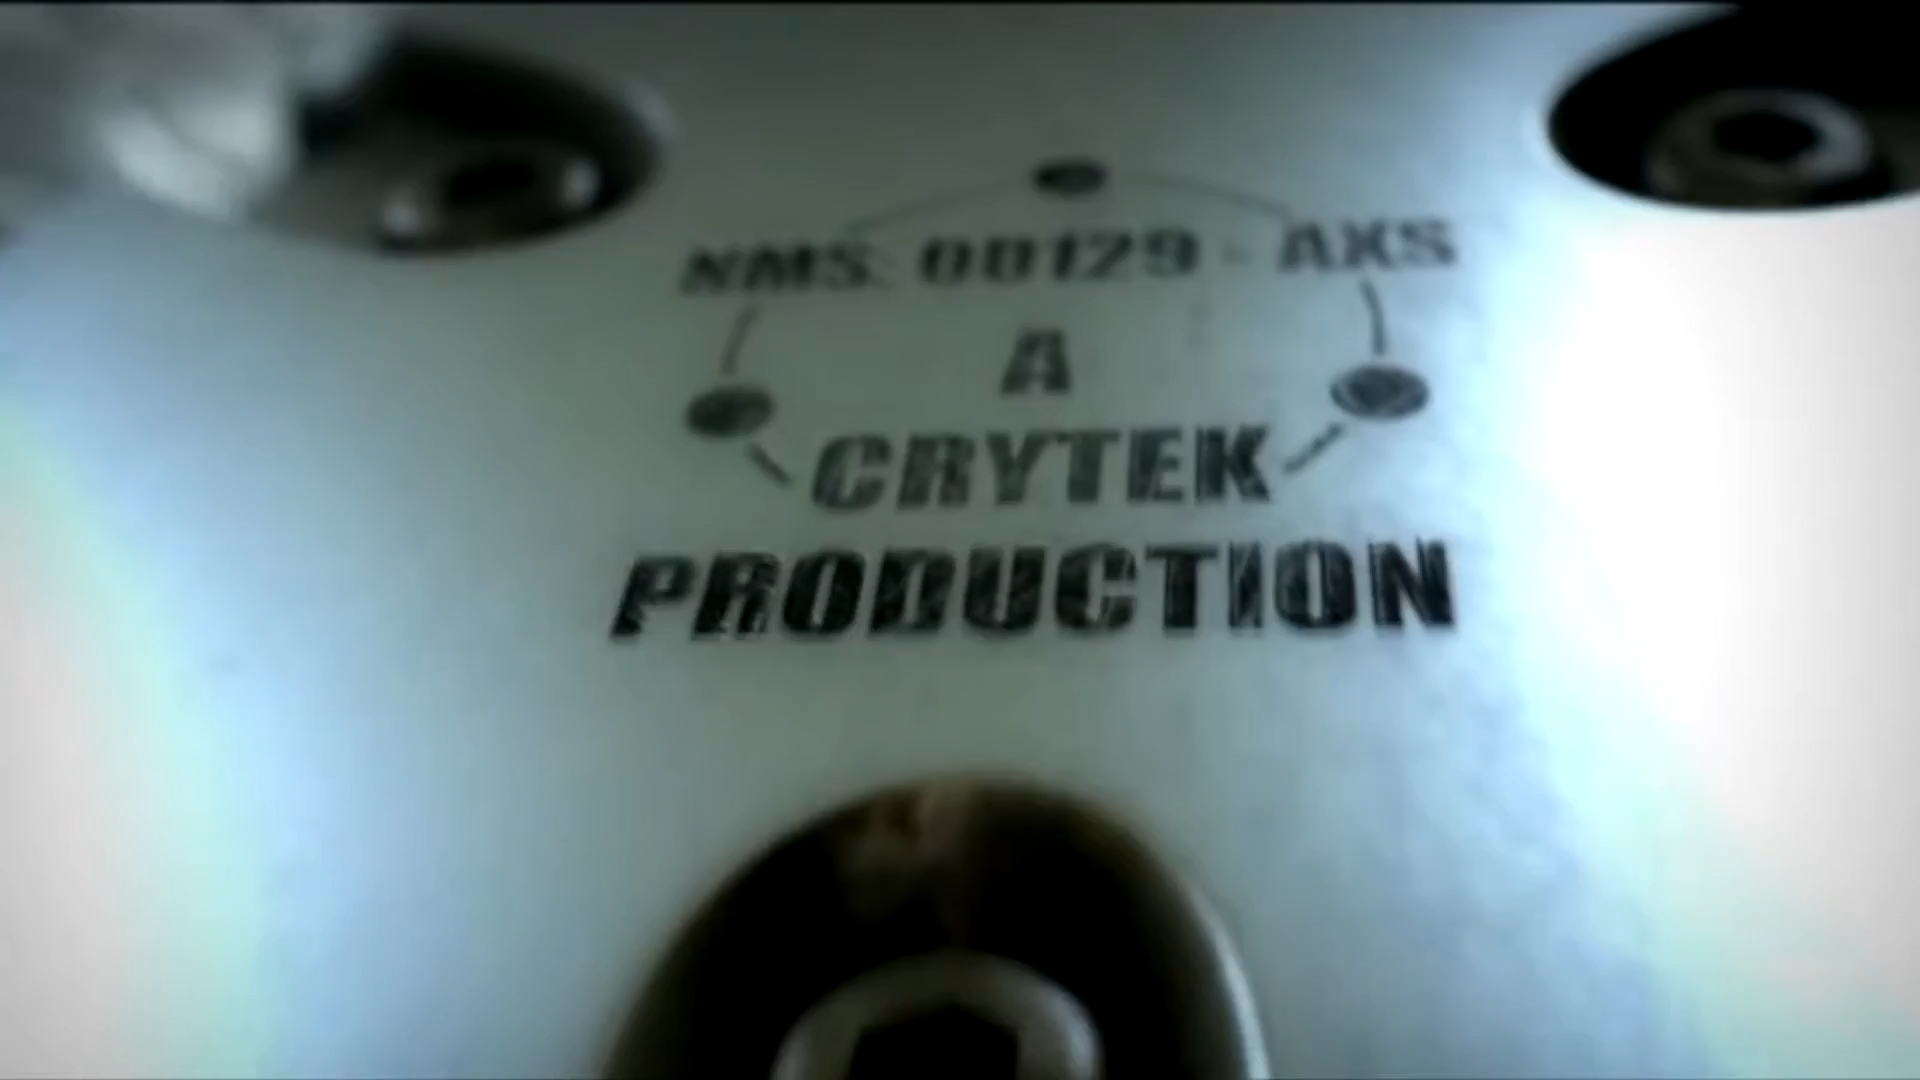 NMS. 00129 - AXS
A
CRYTEK
PRODUCTION